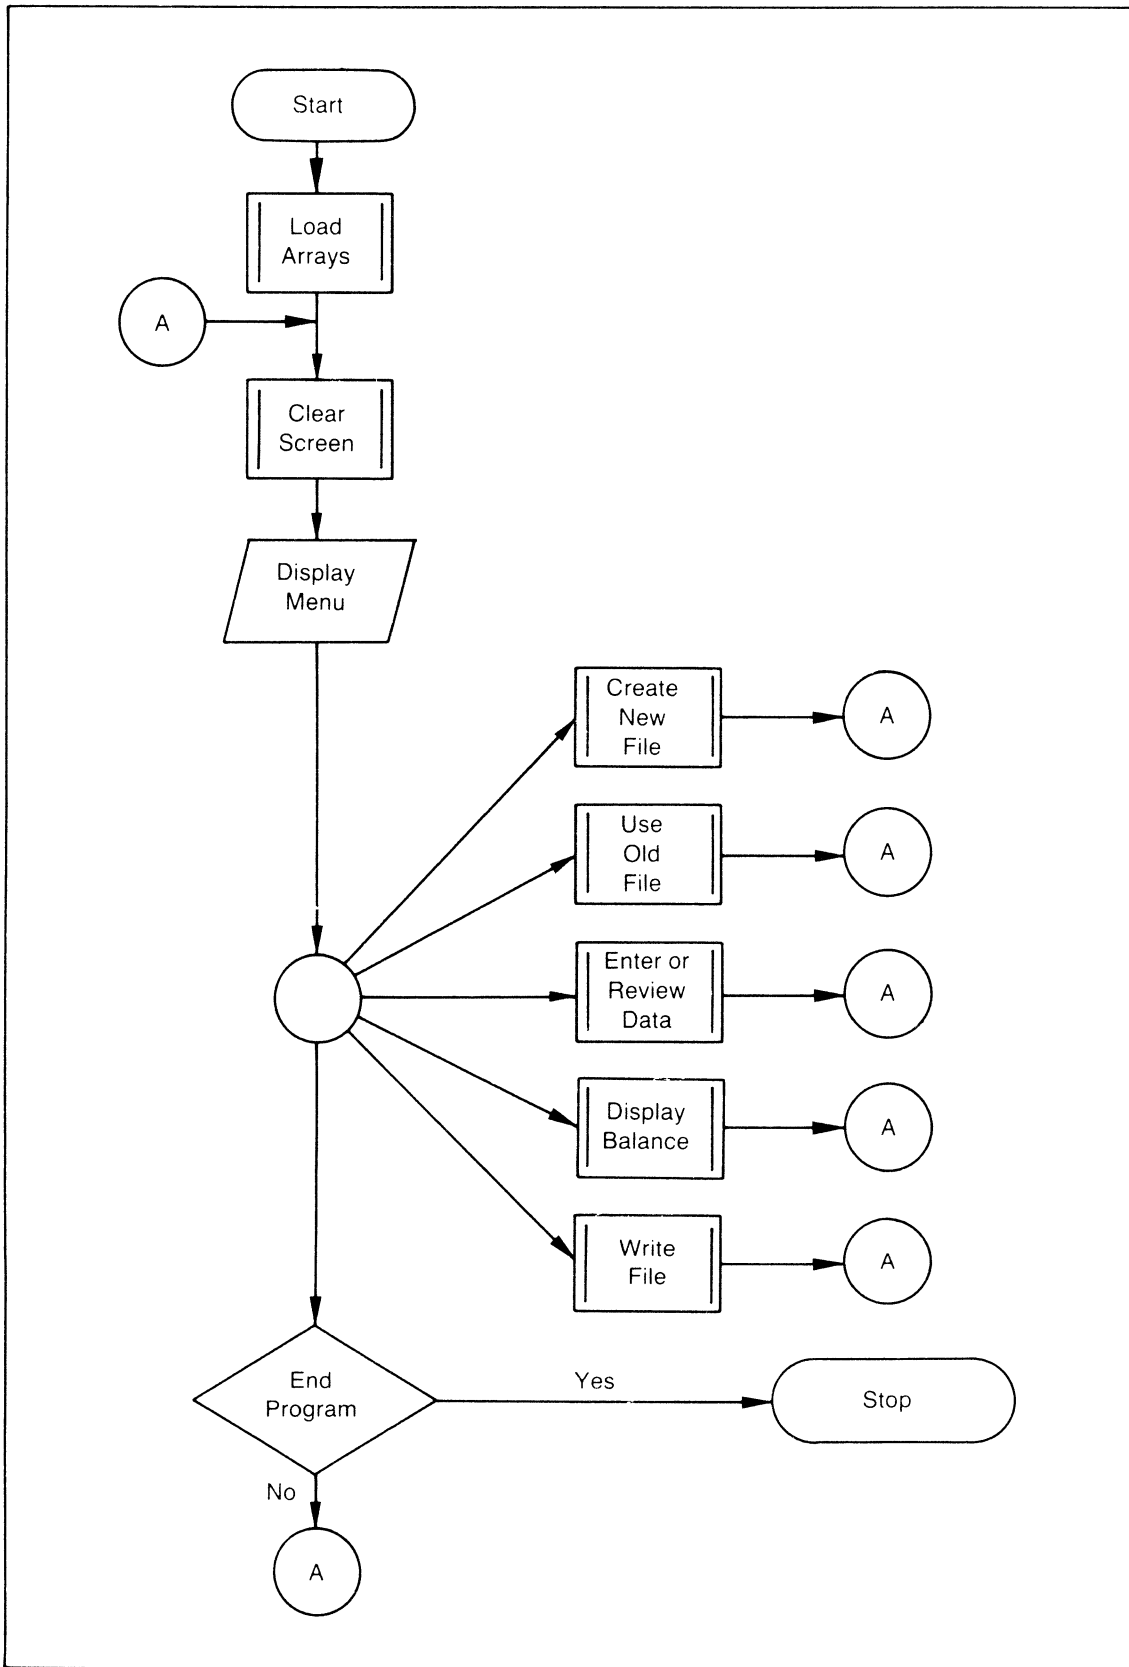 Start
Load
Arrays
A
Clear
Screen
Display
Menu
Create
New
File
A
Use
Old
File
A
Enter or
Review
Data
A
Display
Balance
A
Write
File
A
End
Program
Yes
Stop
No
A